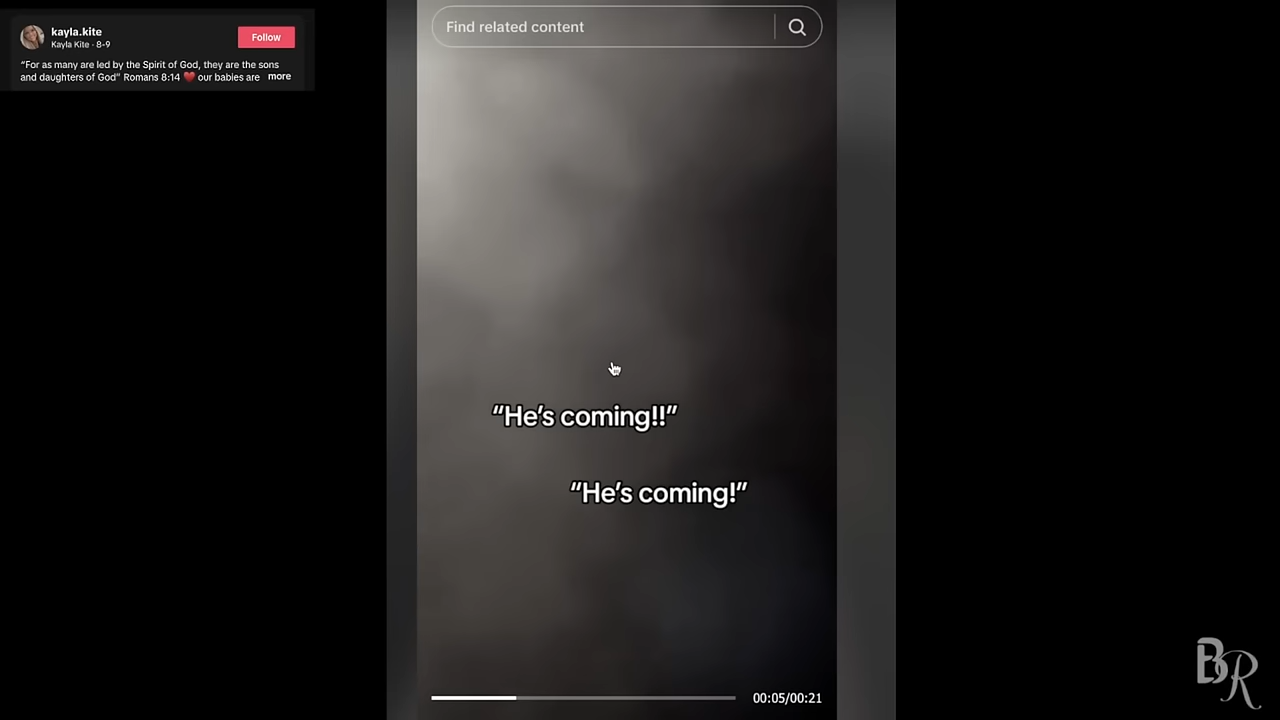 kayla.kite
Kayla Kite · 8-9
Follow
“For as many are led by the Spirit of God, they are the sons
and daughters of God” Romans 8:14 ❤️ our babies are more
Find related content
“He’s coming!!”
“He’s coming!”
00:05/00:21
BR